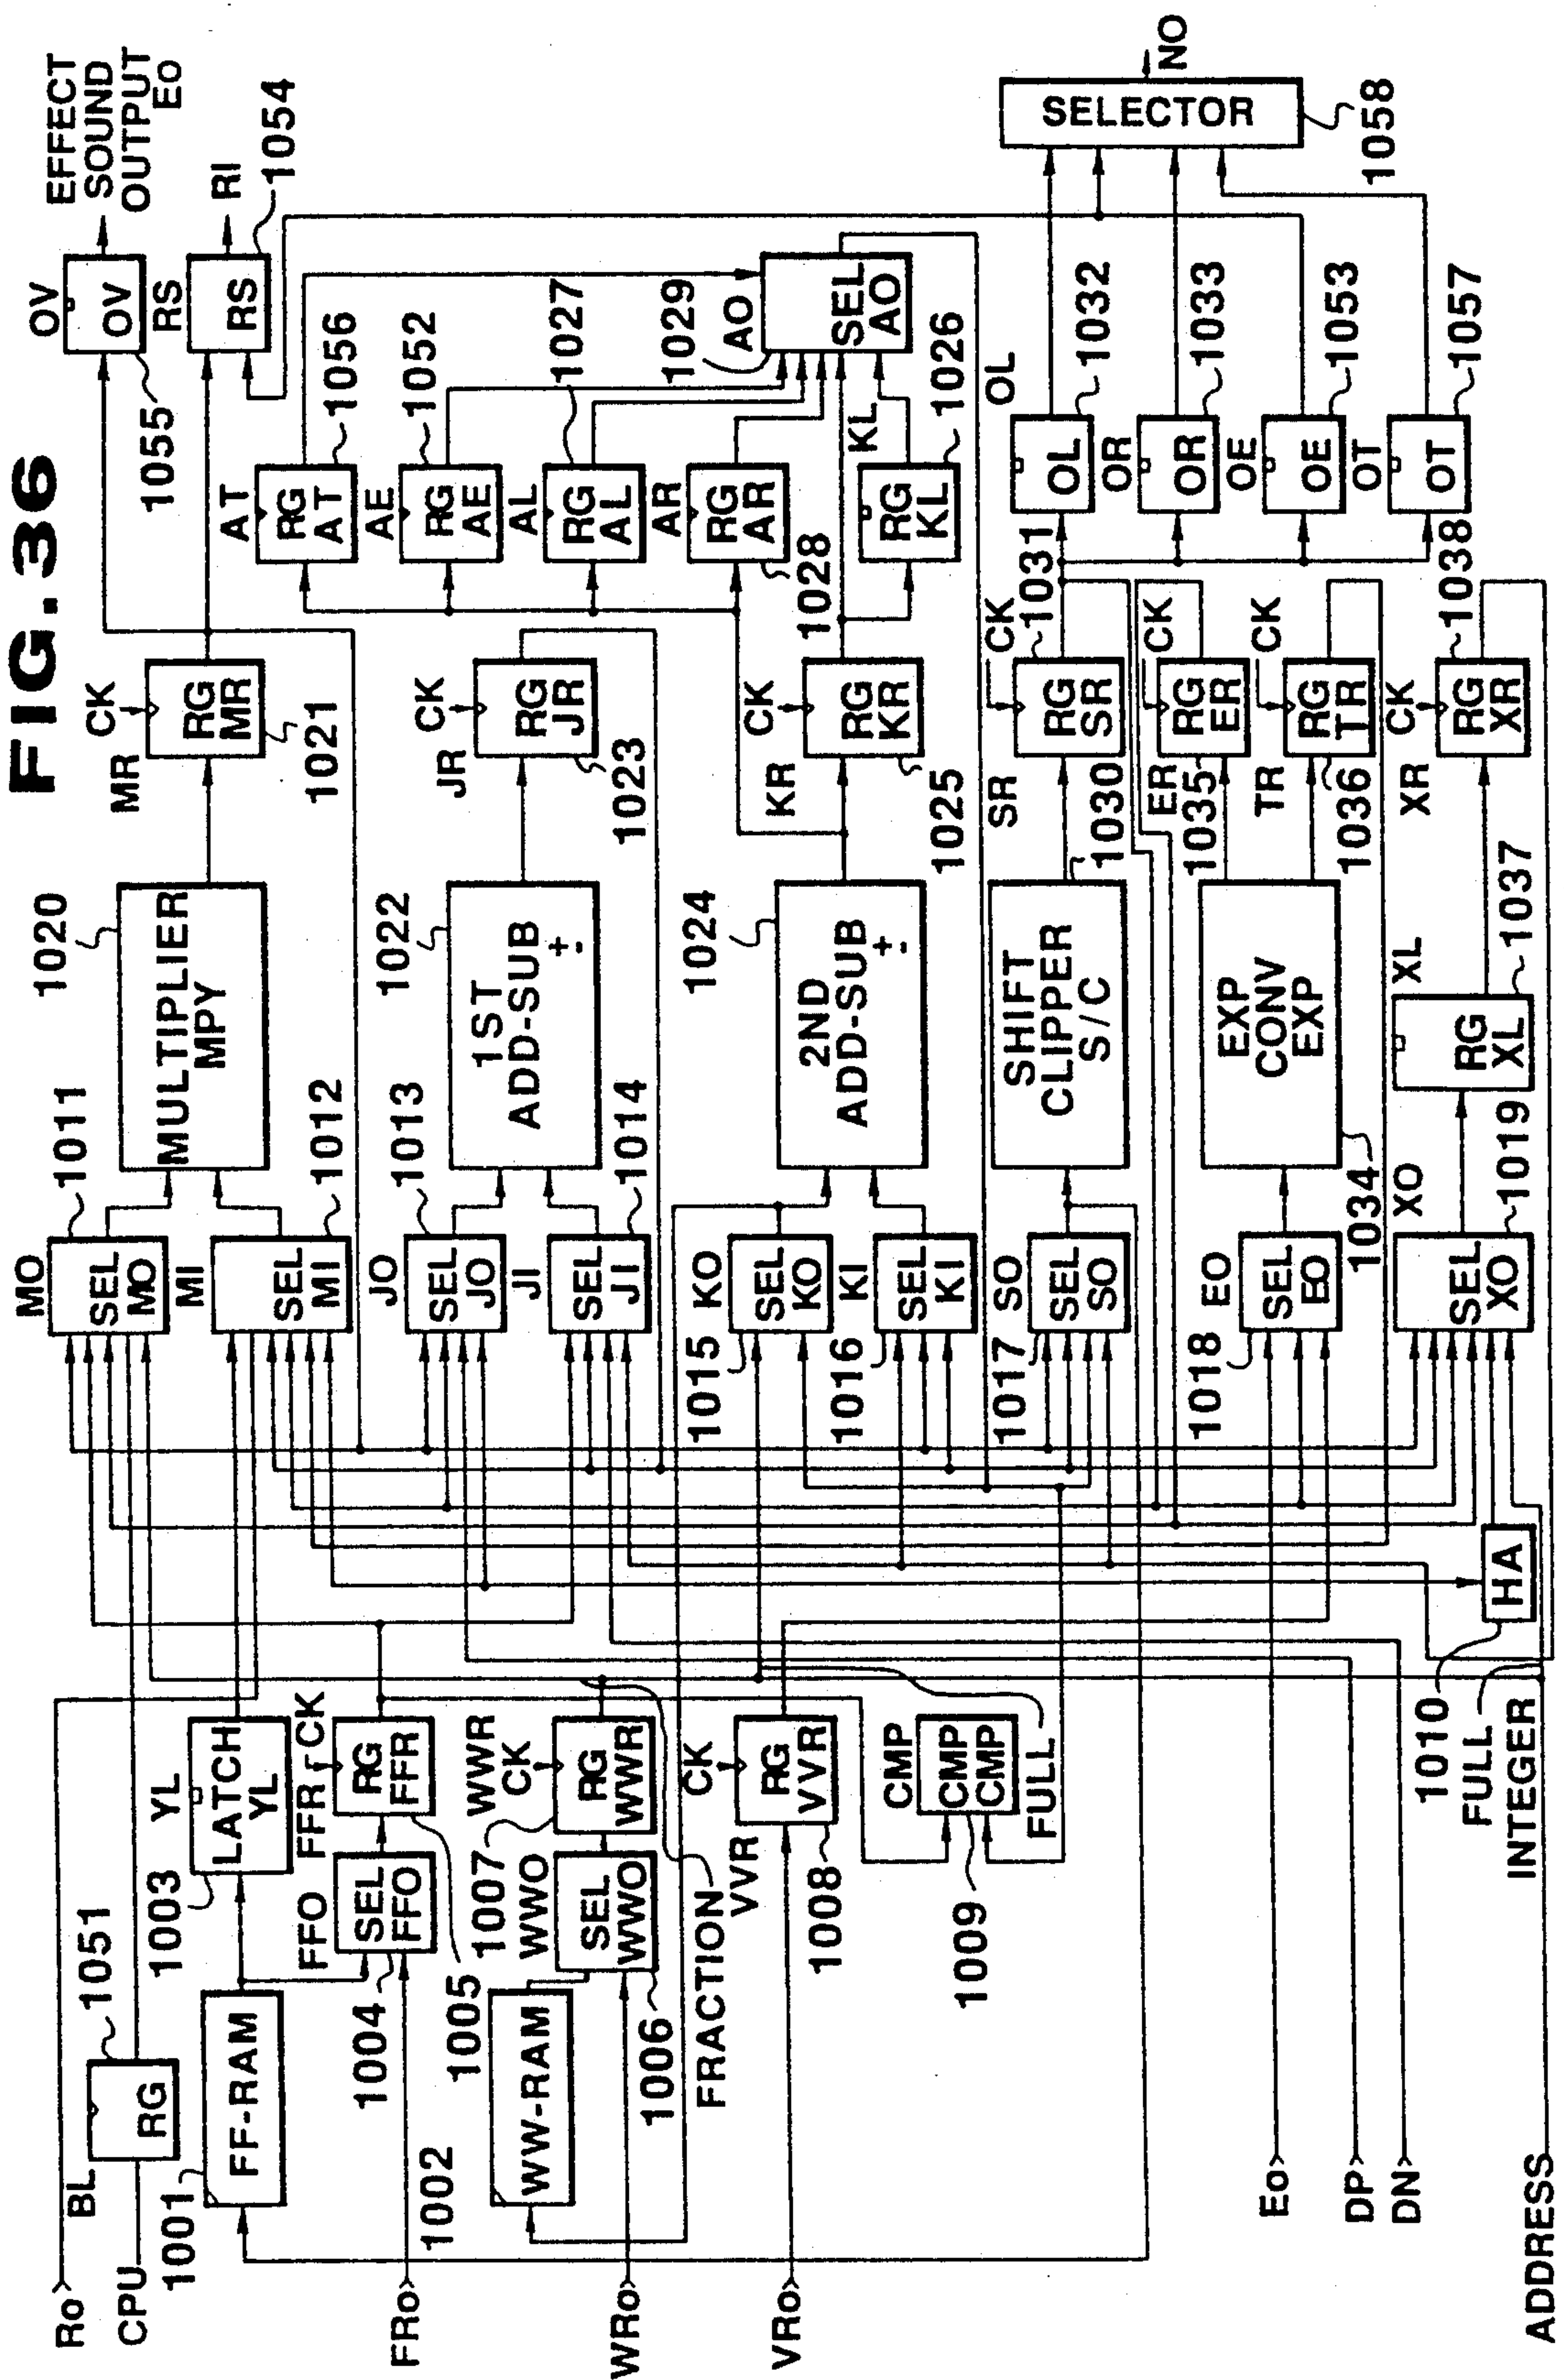 FIG.36
Ro
CPU
BL
RG
1051
1001
FF-RAM
1002
FRo
YL
LATCH
YL
1003
FFO
SEL
FFO
1004
FFR
CK
RG
FFR
1005
WW-RAM
WRo
1006
WWO
SEL
WWO
1007
WWR
CK
RG
WWR
FRACTION
VRo
VVR
CK
RG
VVR
1008
CMP
CMP
CMP
1009
FULL
Eo
DP
DN
ADDRESS
1010
HA
FULL
INTEGER
MO
SEL
MO
1011
MI
SEL
MI
1012
JO
SEL
JO
1013
JI
SEL
JI
1014
KO
SEL
KO
1015
KI
SEL
KI
1016
SO
SEL
SO
1017
EO
SEL
EO
1018
XO
SEL
XO
1019
1020
MULTIPLIER
MPY
1022
1ST
ADD-SUB
+
-
1024
2ND
ADD-SUB
+
-
SHIFT
CLIPPER
S/C
1030
EXP
CONV
EXP
1034
XL
RG
XL
1037
MR
CK
RG
MR
1021
JR
CK
RG
JR
1023
KR
CK
RG
KR
1025
SR
CK
RG
SR
1031
ER
CK
RG
ER
1035
TR
CK
RG
TR
1036
XR
CK
RG
XR
1038
OV
OV
1055
EFFECT
SOUND
OUTPUT
Eo
RS
RS
RI
1054
AT
RG
AT
1056
AE
RG
AE
1052
AL
RG
AL
1027
AR
RG
AR
1028
AO
SEL
AO
1029
KL
RG
KL
1026
OL
OL
1032
OR
OR
1033
OE
OE
1053
OT
OT
1057
SELECTOR
1058
NO